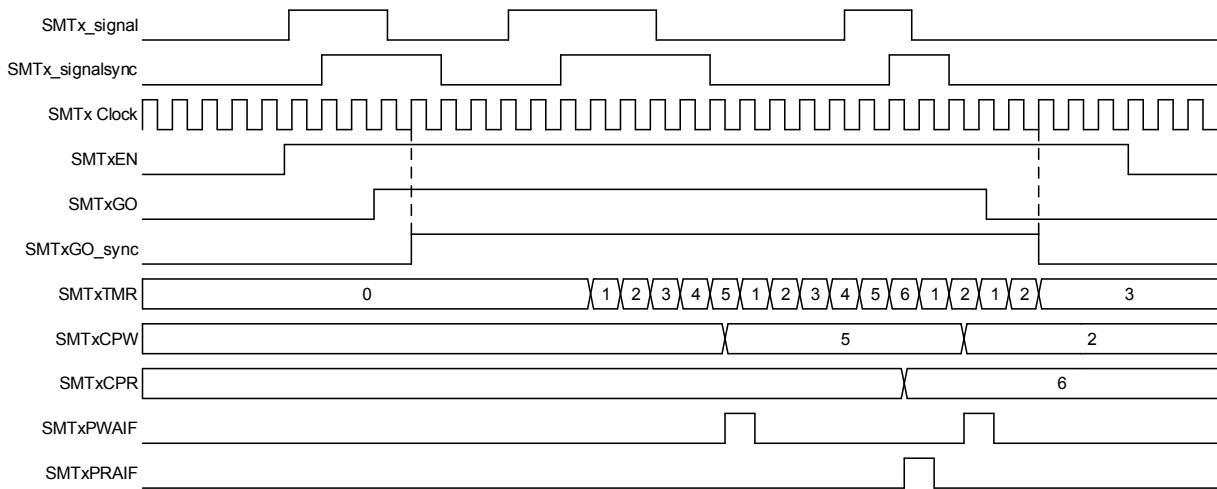 SMTx_signal
SMTx_signalsync
SMTx Clock
SMTxEN
SMTxGO
SMTxGO_sync
SMTxTMR 0 1 2 3 4 5 1 2 3 4 5 6 1 2 1 2 3
SMTxCPW 5 2
SMTxCPR 6
SMTxPWAIF
SMTxPRAIF